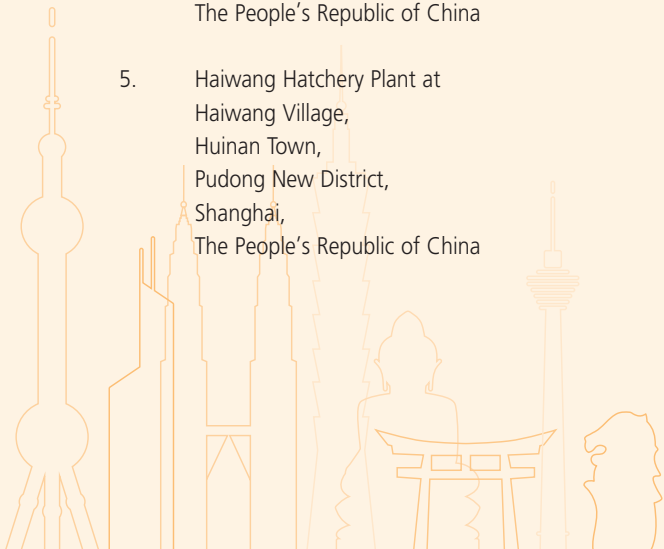 The People’s Republic of China
5. Haiwang Hatchery Plant at
Haiwang Village,
Huinan Town,
Pudong New District,
Shanghai,
The People’s Republic of China